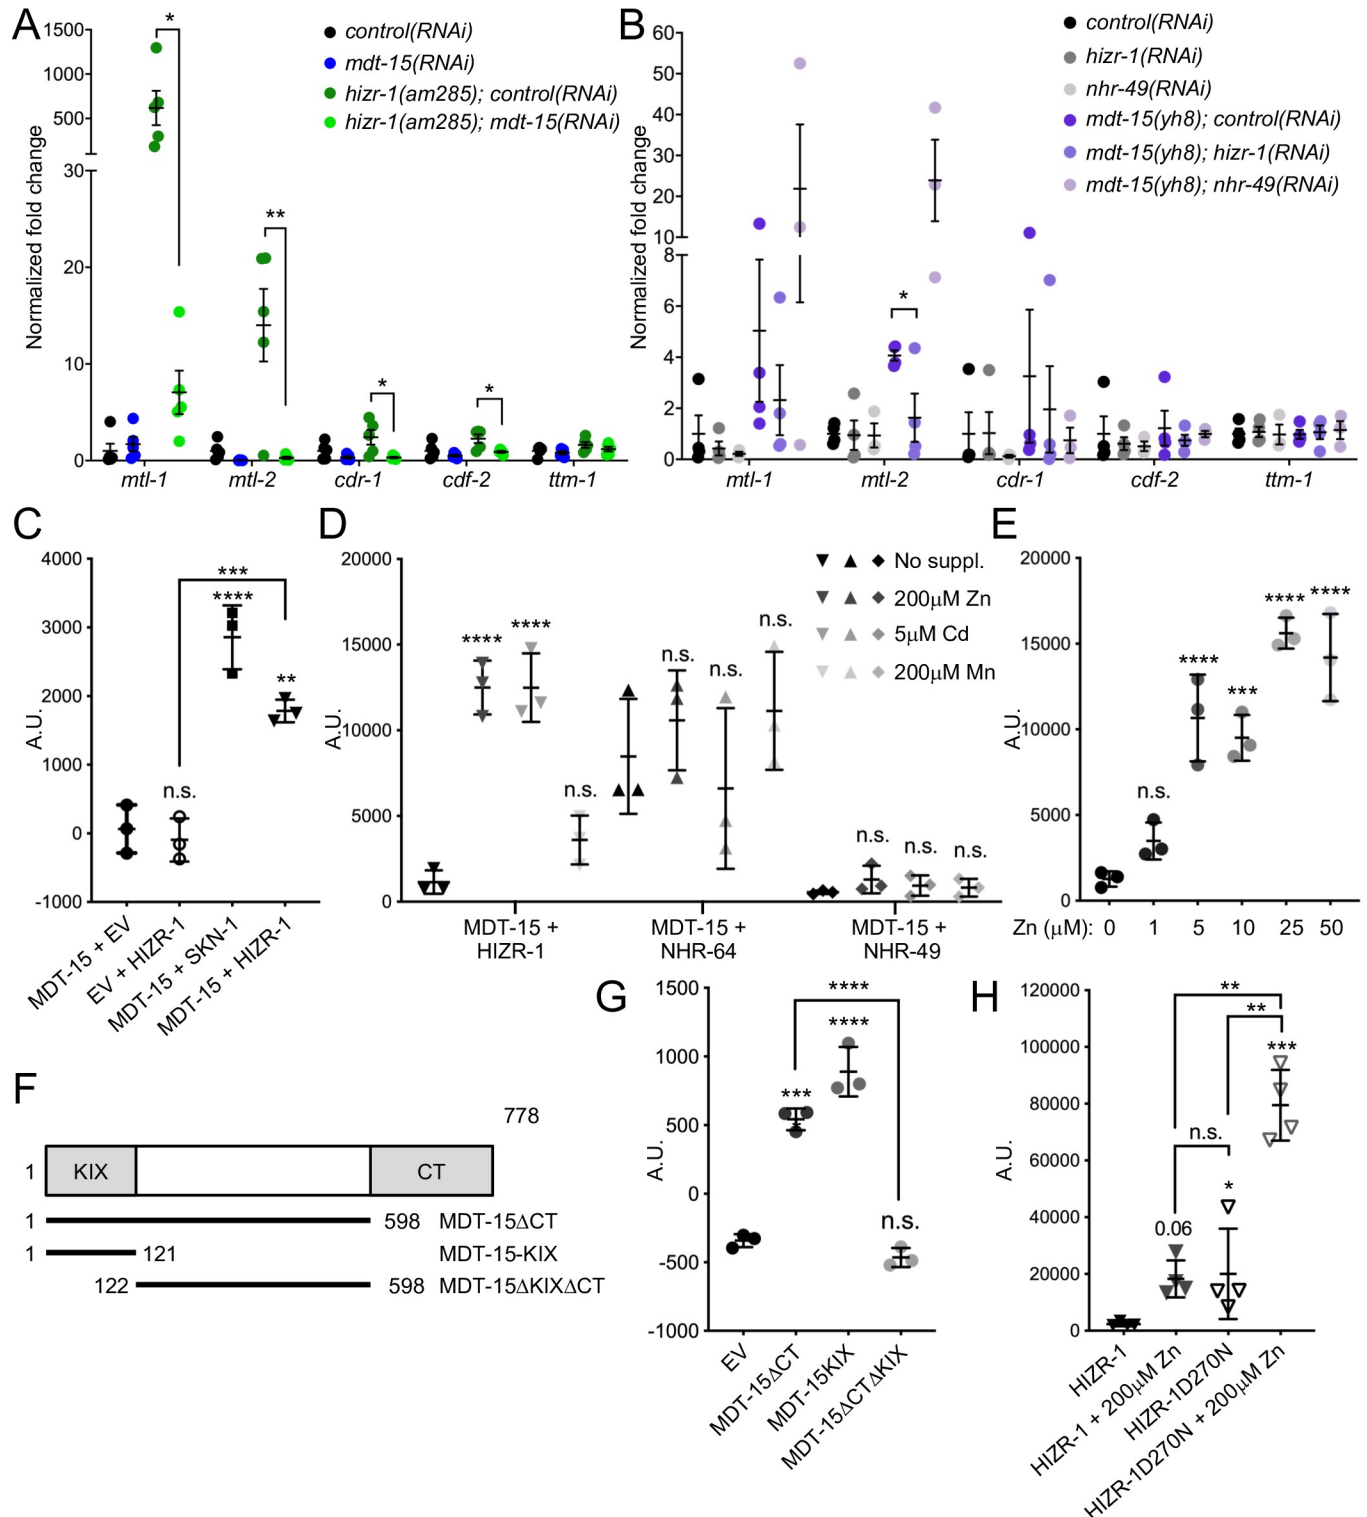 A
1500
1000
500
30
20
10
0
Normalized fold change
*
**
*
*
control(RNAi)
mdt-15(RNAi)
hizr-1(am285); control(RNAi)
hizr-1(am285); mdt-15(RNAi)
mtl-1 mtl-2 cdr-1 cdf-2 ttm-1
B
60
50
40
30
20
10
8
6
4
2
0
Normalized fold change
*
control(RNAi)
hizr-1(RNAi)
nhr-49(RNAi)
mdt-15(yh8); control(RNAi)
mdt-15(yh8); hizr-1(RNAi)
mdt-15(yh8); nhr-49(RNAi)
mtl-1 mtl-2 cdr-1 cdf-2 ttm-1
C
4000
3000
2000
1000
0
-1000
A.U.
***
****
**
n.s.
MDT-15 + EV
EV + HIZR-1
MDT-15 + SKN-1
MDT-15 + HIZR-1
D
20000
15000
10000
5000
0
A.U.
**** **** n.s. n.s. n.s. n.s. n.s. n.s. n.s.
No suppl.
200μM Zn
5μM Cd
200μM Mn
MDT-15 +
HIZR-1
MDT-15 +
NHR-64
MDT-15 +
NHR-49
E
20000
15000
10000
5000
0
A.U.
n.s. **** *** **** ****
Zn (μM): 0 1 5 10 25 50
F
778
1 KIX CT
1 598 MDT-15ΔCT
1 121 MDT-15-KIX
122 598 MDT-15ΔKIXΔCT
G
1500
1000
500
0
-500
-1000
A.U.
****
****
***
n.s.
EV
MDT-15ΔCT
MDT-15KIX
MDT-15ΔCTΔKIX
H
120000
100000
80000
60000
40000
20000
0
A.U.
**
**
***
n.s.
*
0.06
HIZR-1
HIZR-1 + 200μM Zn
HIZR-1D270N
HIZR-1D270N + 200μM Zn